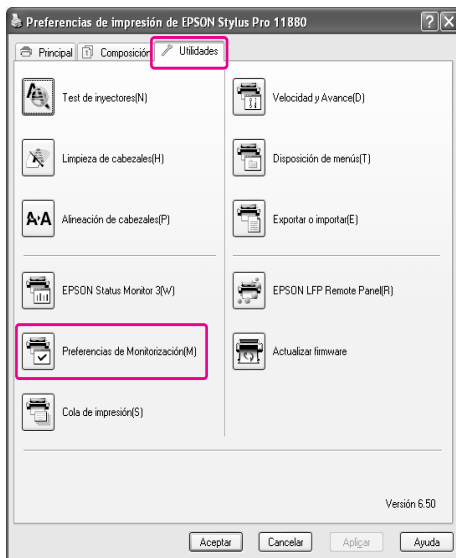 Preferencias de impresión de EPSON Stylus Pro 11880
Principal
Composición
Utilidades
Test de inyectores(N)
Velocidad y Avance(D)
Limpieza de cabezales(H)
Disposición de menús(T)
Alineación de cabezales(P)
Exportar o importar(E)
EPSON Status Monitor 3(W)
EPSON LFP Remote Panel(R)
Preferencias de Monitorización(M)
Actualizar firmware
Cola de impresión(S)
Versión 6.50
Aceptar
Cancelar
Aplicar
Ayuda